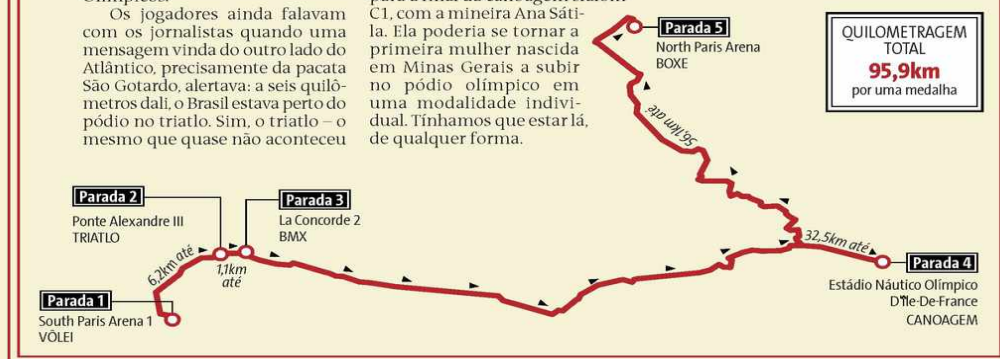 Os jogadores ainda falavam
com os jornalistas quando uma
mensagem vinda do outro lado do
Atlântico, precisamente da pacata
São Gotardo, alertava: a seis quilô-
metros dali, o Brasil estava perto do
pódio no triatlo. Sim, o triatlo – o
mesmo que quase não aconteceu
C1, com a mineira Ana Sáti-
la. Ela poderia se tornar a
primeira mulher nascida
em Minas Gerais a subir
no pódio olímpico em
uma modalidade indivi-
dual. Tínhamos que estar lá,
de qualquer forma.
Parada 5
North Paris Arena
BOXE
QUILOMETRAGEM
TOTAL
95,9km
por uma medalha
56,1km até
Parada 2
Ponte Alexandre III
TRIATLO
Parada 3
La Concorde 2
BMX
6,2km até
1,1km
até
32,5km até
Parada 4
Estádio Náutico Olímpico
D'Île-De-France
CANOAGEM
Parada 1
South Paris Arena 1
VÔLEI